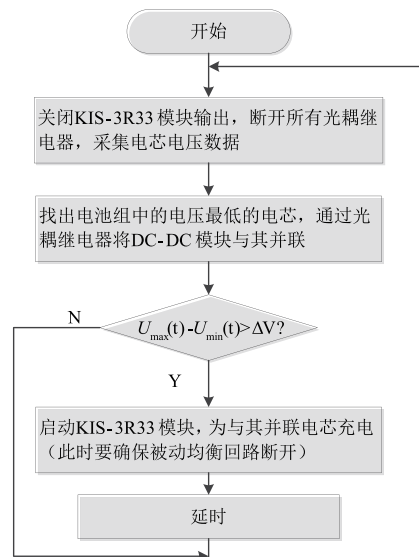 开始
关闭KIS-3R33模块输出，断开所有光耦继
电器，采集电芯电压数据
找出电池组中的电压最低的电芯，通过光
耦继电器将DC-DC模块与其并联
N
U_max(t)-U_min(t)>ΔV?
Y
启动KIS-3R33模块，为与其并联电芯充电
（此时要确保被动均衡回路断开）
延时